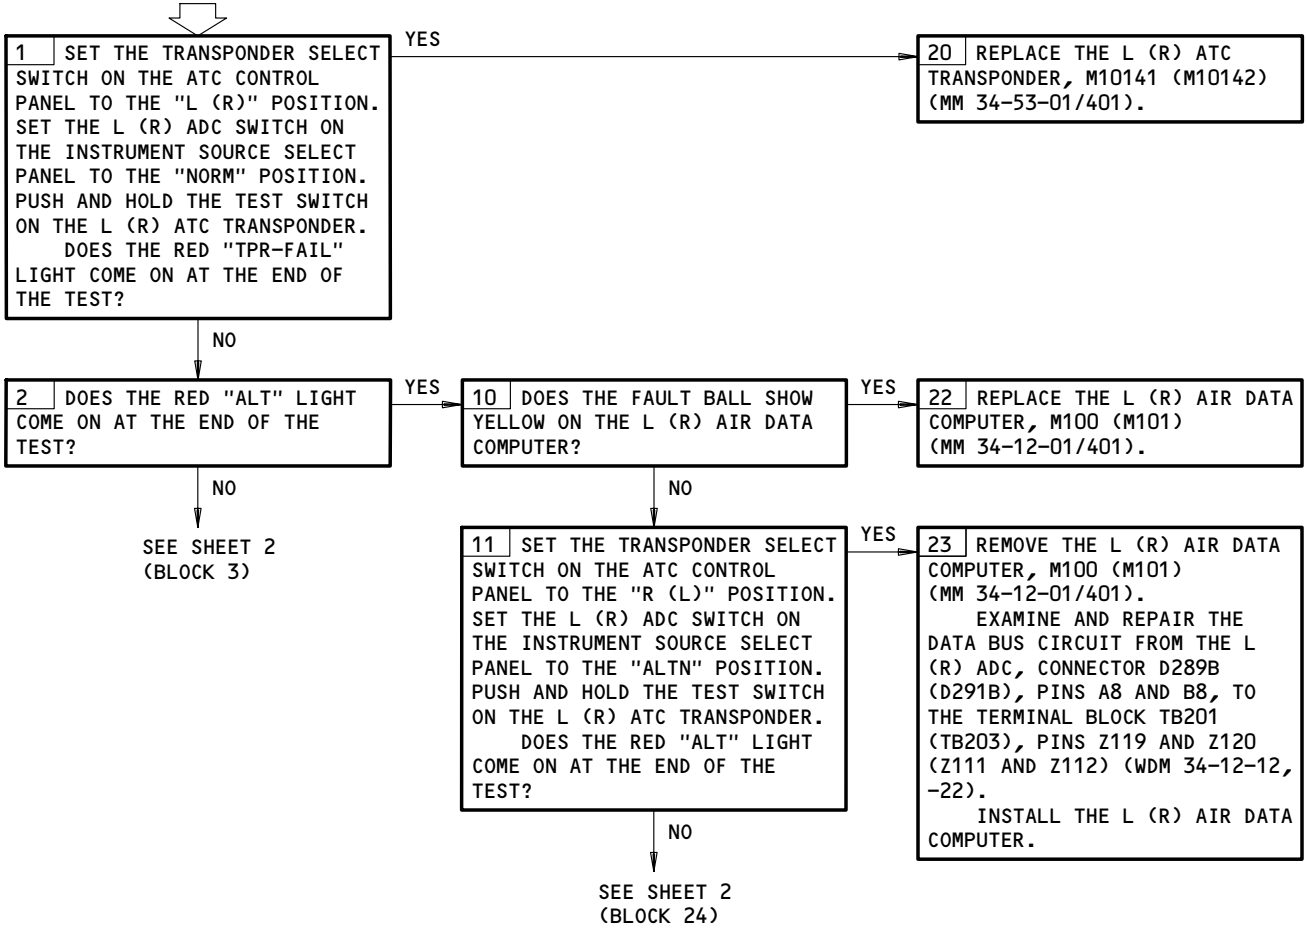 1 SET THE TRANSPONDER SELECT
SWITCH ON THE ATC CONTROL
PANEL TO THE "L (R)" POSITION.
SET THE L (R) ADC SWITCH ON
THE INSTRUMENT SOURCE SELECT
PANEL TO THE "NORM" POSITION.
PUSH AND HOLD THE TEST SWITCH
ON THE L (R) ATC TRANSPONDER.
DOES THE RED "TPR-FAIL"
LIGHT COME ON AT THE END OF
THE TEST?
YES
20 REPLACE THE L (R) ATC
TRANSPONDER, M10141 (M10142)
(MM 34-53-01/401).
NO
2 DOES THE RED "ALT" LIGHT
COME ON AT THE END OF THE
TEST?
YES
10 DOES THE FAULT BALL SHOW
YELLOW ON THE L (R) AIR DATA
COMPUTER?
YES
22 REPLACE THE L (R) AIR DATA
COMPUTER, M100 (M101)
(MM 34-12-01/401).
NO
SEE SHEET 2
(BLOCK 3)
NO
11 SET THE TRANSPONDER SELECT
SWITCH ON THE ATC CONTROL
PANEL TO THE "R (L)" POSITION.
SET THE L (R) ADC SWITCH ON
THE INSTRUMENT SOURCE SELECT
PANEL TO THE "ALTN" POSITION.
PUSH AND HOLD THE TEST SWITCH
ON THE L (R) ATC TRANSPONDER.
DOES THE RED "ALT" LIGHT
COME ON AT THE END OF THE
TEST?
YES
23 REMOVE THE L (R) AIR DATA
COMPUTER, M100 (M101)
(MM 34-12-01/401).
EXAMINE AND REPAIR THE
DATA BUS CIRCUIT FROM THE L
(R) ADC, CONNECTOR D289B
(D291B), PINS A8 AND B8, TO
THE TERMINAL BLOCK TB201
(TB203), PINS Z119 AND Z120
(Z111 AND Z112) (WDM 34-12-12,
-22).
INSTALL THE L (R) AIR DATA
COMPUTER.
NO
SEE SHEET 2
(BLOCK 24)